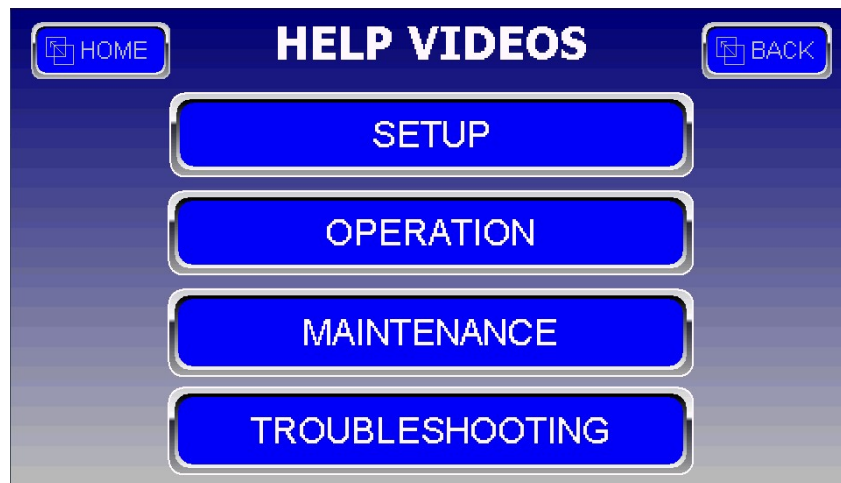 HOME
HELP VIDEOS
BACK
SETUP
OPERATION
MAINTENANCE
TROUBLESHOOTING